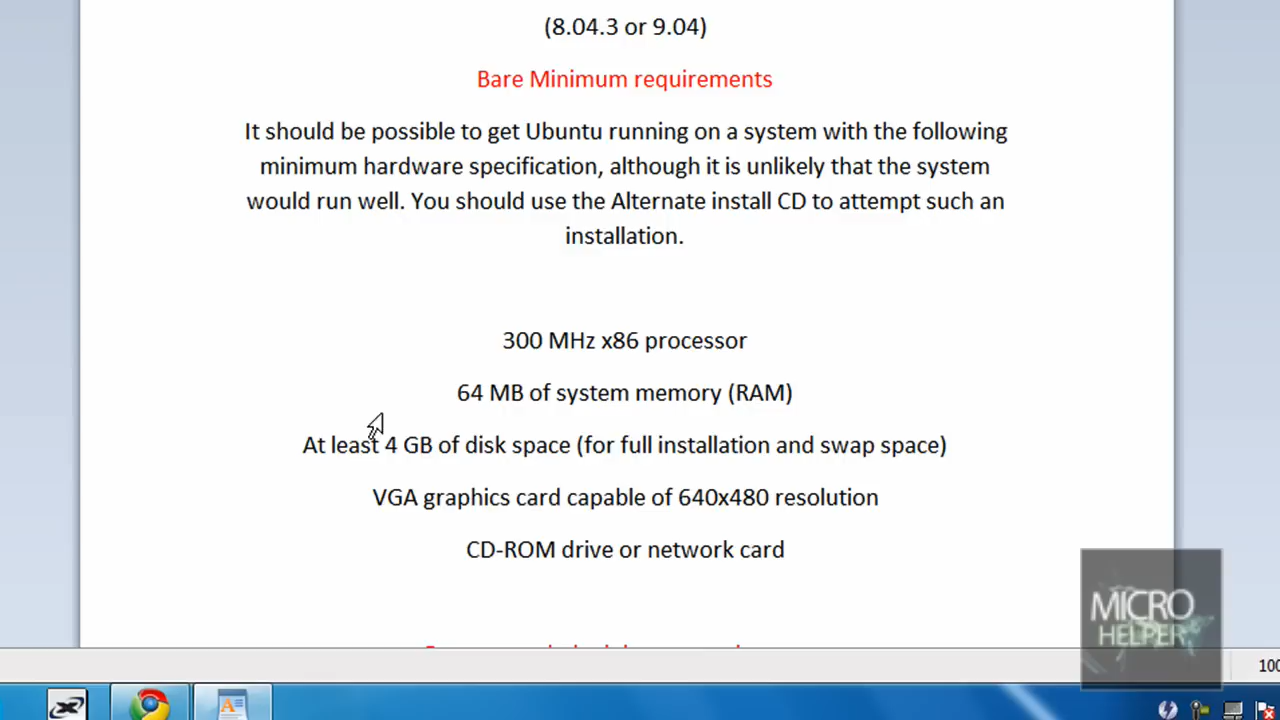 (8.04.3 or 9.04)
Bare Minimum requirements
It should be possible to get Ubuntu running on a system with the following
minimum hardware specification, although it is unlikely that the system
would run well. You should use the Alternate install CD to attempt such an
installation.
300 MHz x86 processor
64 MB of system memory (RAM)
At least 4 GB of disk space (for full installation and swap space)
VGA graphics card capable of 640x480 resolution
CD-ROM drive or network card
MICRO
HELPER
100